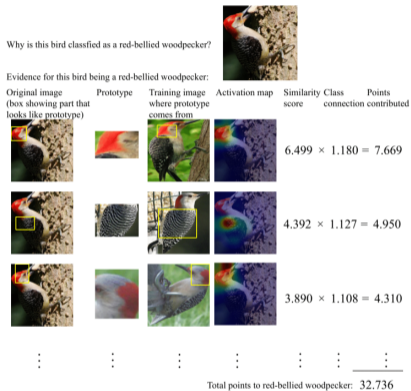 Why is this bird classfied as a red-bellied woodpecker?
Evidence for this bird being a red-bellied woodpecker:
Original image Prototype Training image Activation map Similarity Class Points
(box showing part that where prototype score connection contributed
looks like prototype) comes from
6.499 × 1.180 = 7.669
4.392 × 1.127 = 4.950
3.890 × 1.108 = 4.310
⋮ ⋮ ⋮ ⋮ ⋮ ⋮ ⋮
Total points to red-bellied woodpecker: 32.736